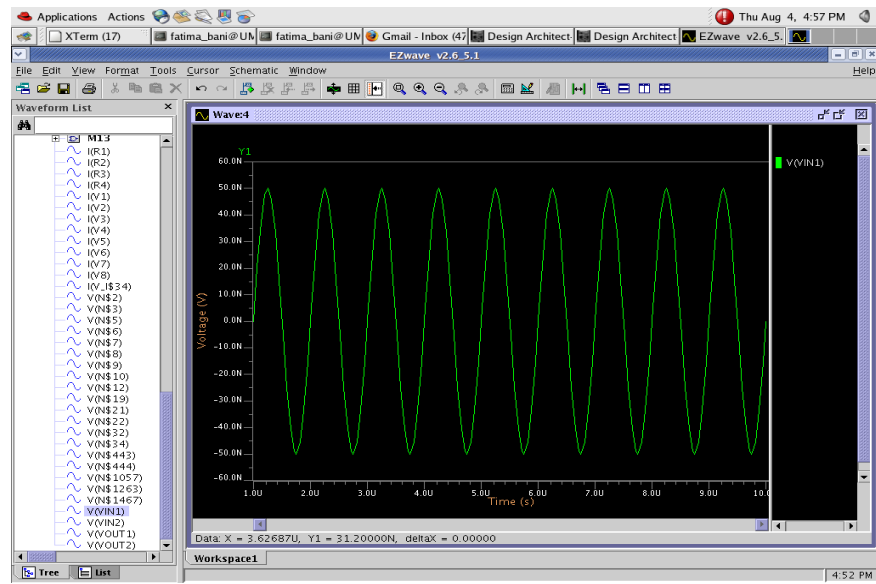 Applications Actions Thu Aug 4, 4:57 PM
XTerm (17) fatima_bani@UM fatima_bani@UM Gmail - Inbox (47 Design Architect- Design Architect EZwave v2.6_5.
EZwave v2.6_5.1
File Edit View Format Tools Cursor Schematic Window Help
Waveform List
Wave:4
M13
I(R1)
I(R2)
I(R3)
I(R4)
I(V1)
I(V2)
I(V3)
I(V4)
I(V5)
I(V6)
I(V7)
I(V8)
I(V_I$34)
V(N$2)
V(N$3)
V(N$5)
V(N$6)
V(N$7)
V(N$8)
V(N$9)
V(N$10)
V(N$12)
V(N$19)
V(N$21)
V(N$22)
V(N$32)
V(N$34)
V(N$443)
V(N$444)
V(N$1057)
V(N$1263)
V(N$1467)
V(VIN1)
V(VIN2)
V(VOUT1)
V(VOUT2)
Tree List
Y1
60.0N
50.0N
40.0N
30.0N
20.0N
10.0N
0.0N
-10.0N
-20.0N
-30.0N
-40.0N
-50.0N
-60.0N
Voltage (V)
1.0U 2.0U 3.0U 4.0U 5.0U 6.0U 7.0U 8.0U 9.0U 10.0
Time (s)
V(VIN1)
Data: X = 3.62687U, Y1 = 31.20000N, deltaX = 0.00000
Workspace1
4:52 PM